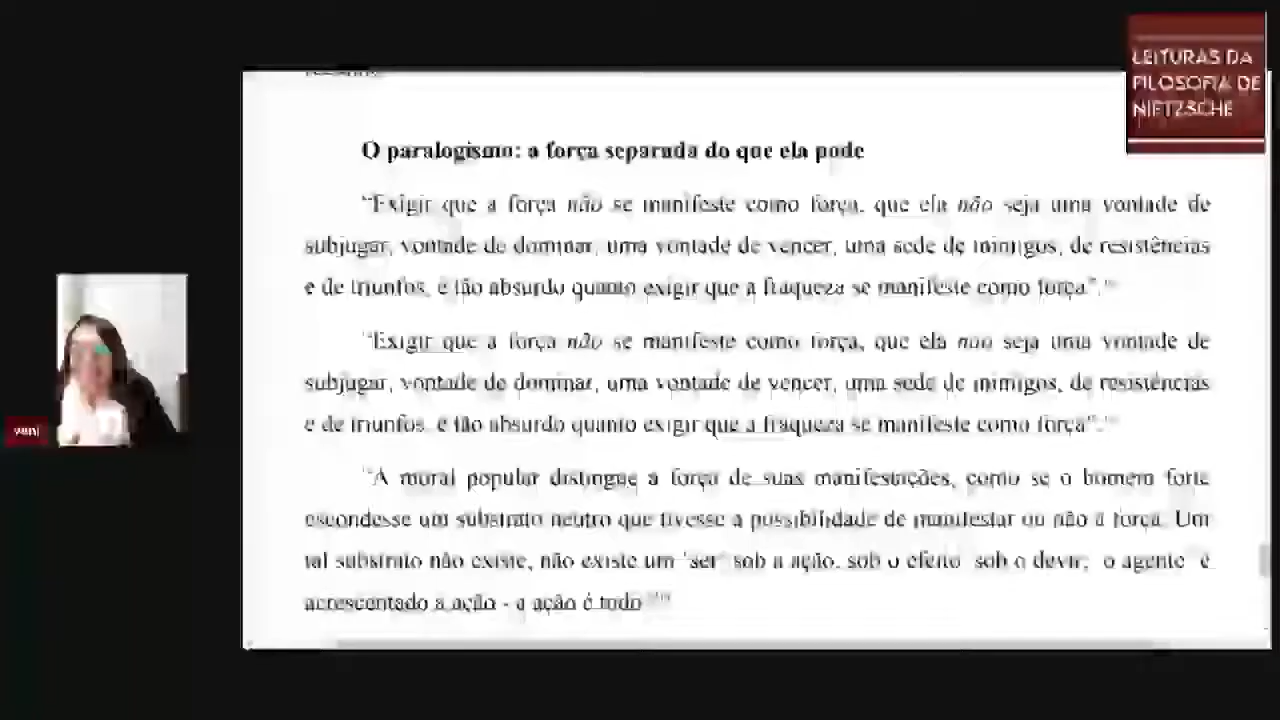 LEITURAS DA
FILOSOFIA DE
NIETZSCHE
O paralogismo: a força separada do que ela pode
“Exigir que a força não se manifeste como força, que ela não seja uma vontade de
subjugar, vontade de dominar, uma vontade de vencer, uma sede de inimigos, de resistências
e de triunfos, é tão absurdo quanto exigir que a fraqueza se manifeste como força”.
“Exigir que a força não se manifeste como força, que ela não seja uma vontade de
subjugar, vontade de dominar, uma vontade de vencer, uma sede de inimigos, de resistências
e de triunfos, é tão absurdo quanto exigir que a fraqueza se manifeste como força”.
“A moral popular distingue a força de suas manifestações, como se o homem forte
escondesse um substrato neutro que tivesse a possibilidade de manifestar ou não a força. Um
tal substrato não existe, não existe um ‘ser’ sob a ação, sob o efeito, sob o devir; ‘o agente’ é
acrescentado a ação - a ação é tudo”